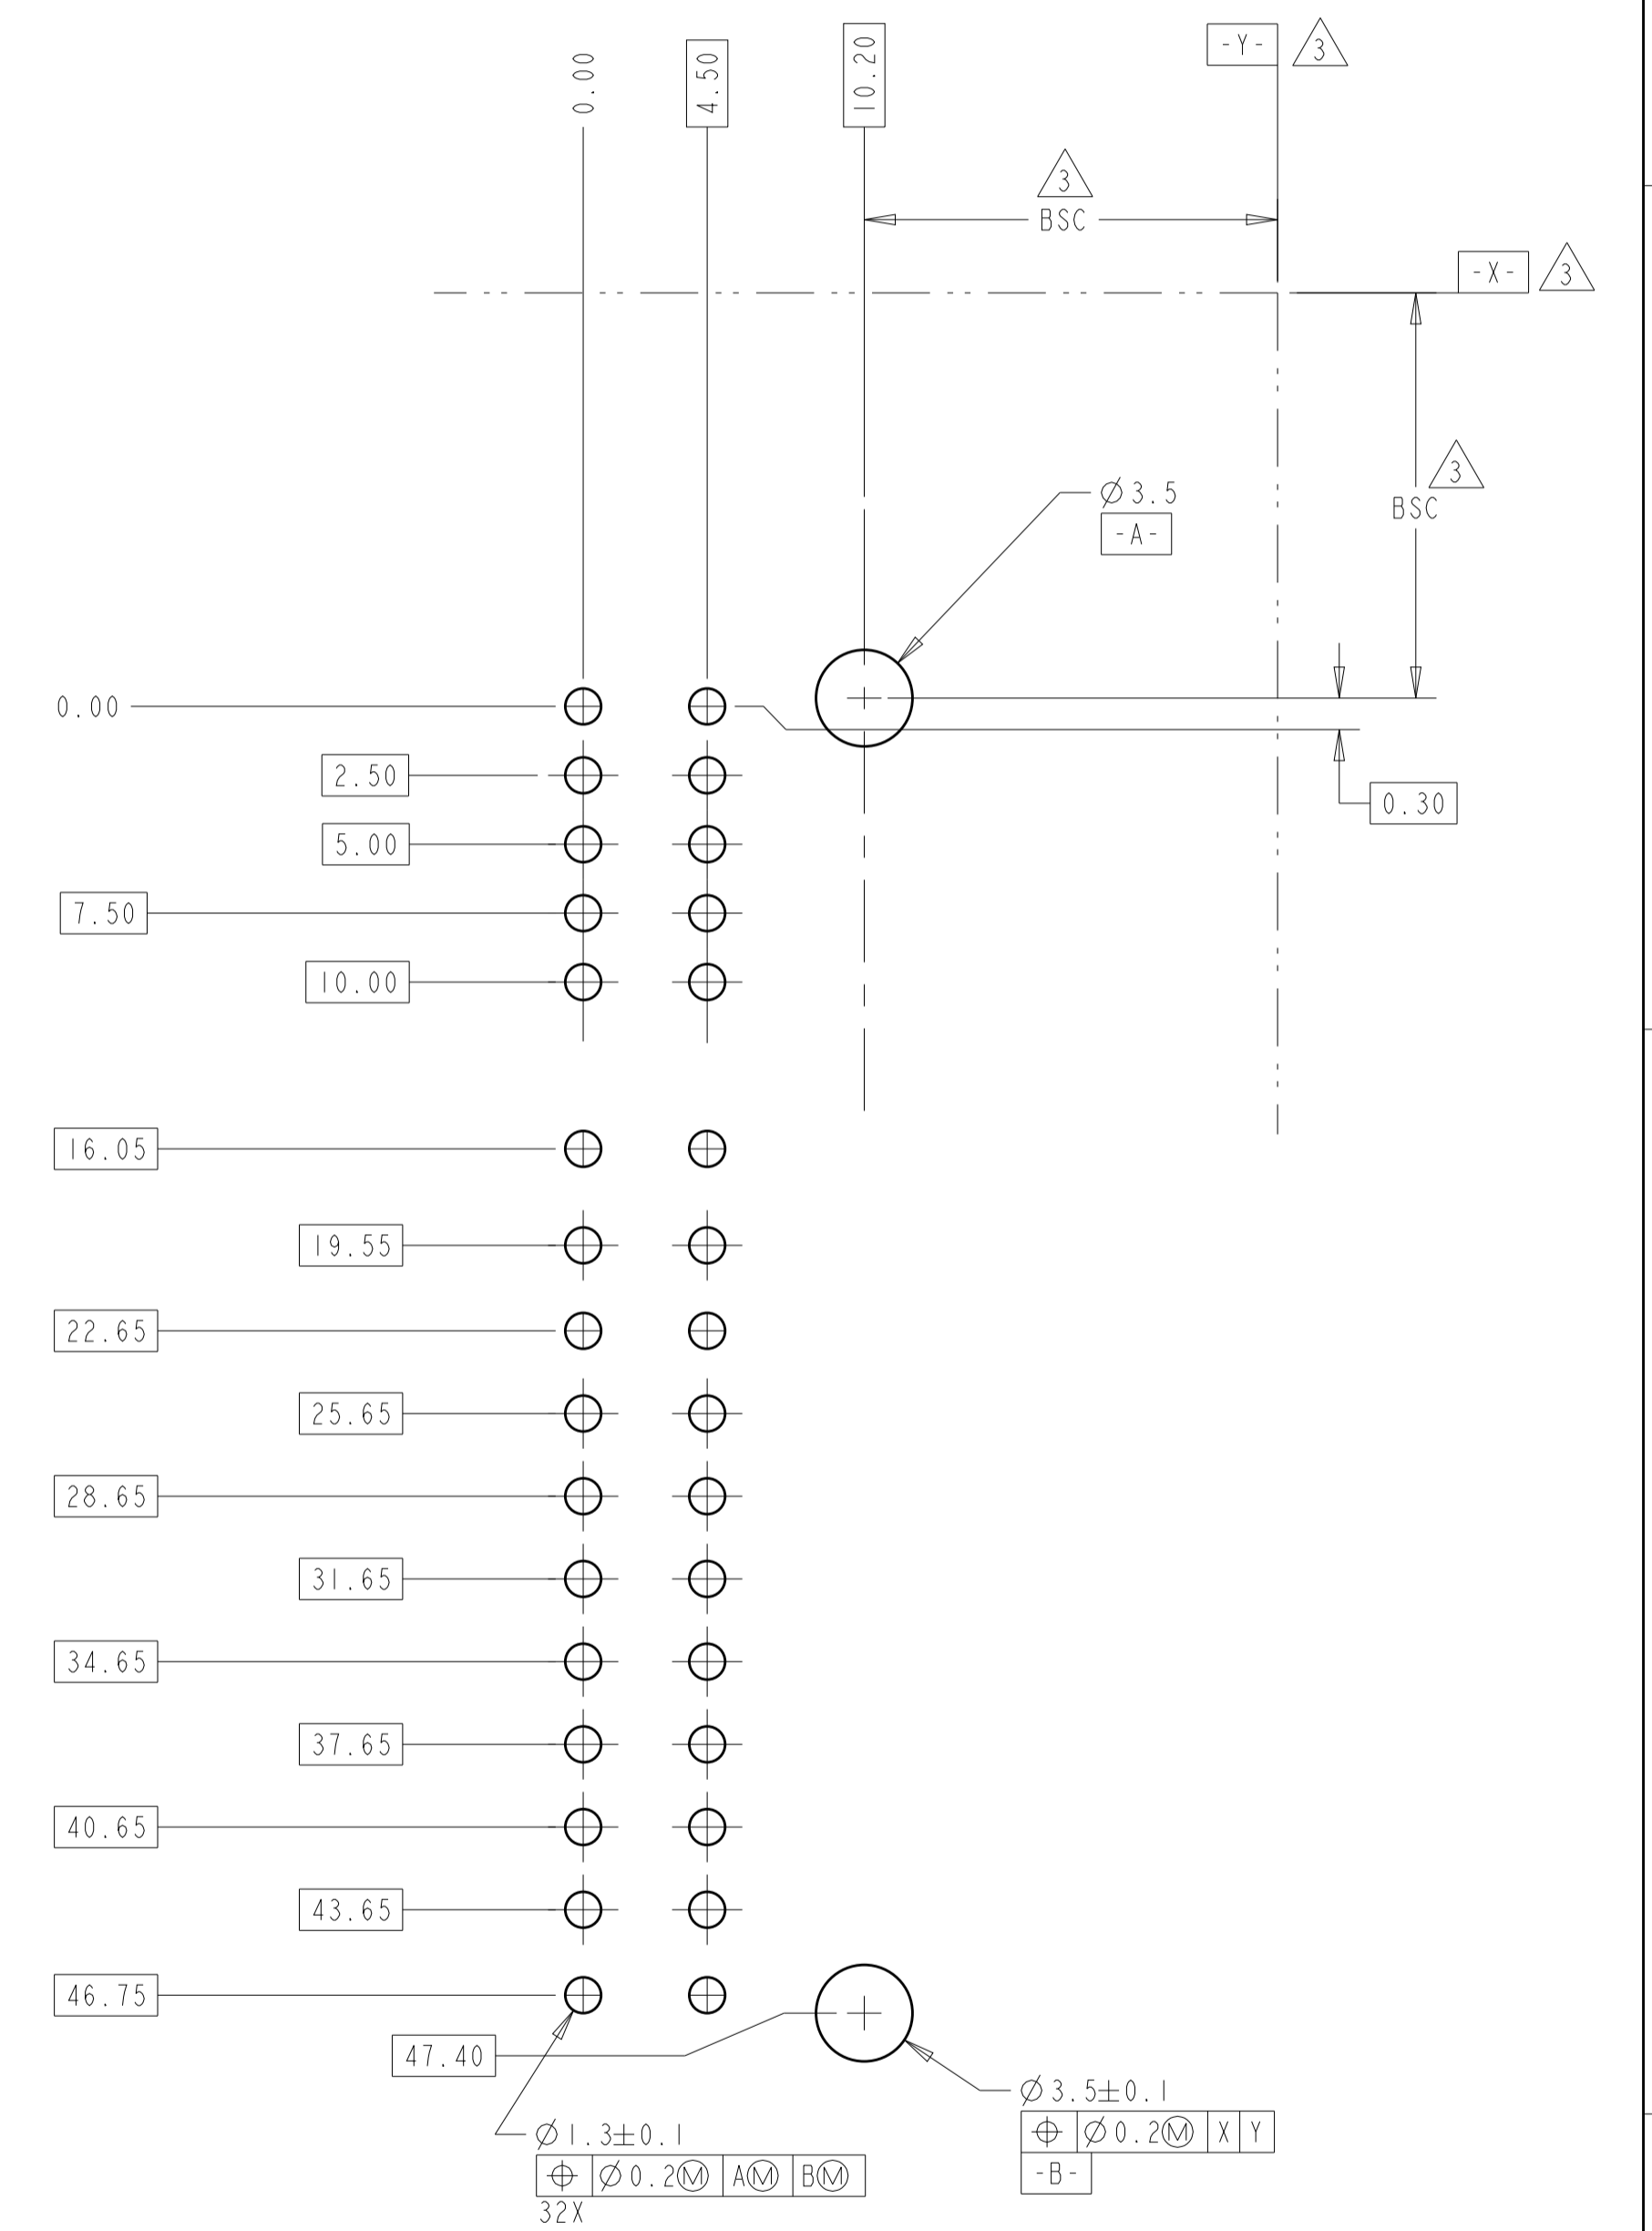 0.00
4.50
10.20
-Y-
3
3
BSC
-X-
3
3
BSC
Ø3.5
-A-
0.00
2.50
0.30
5.00
7.50
10.00
16.05
19.55
22.65
25.65
28.65
31.65
34.65
37.65
40.65
43.65
46.75
47.40
Ø3.5±0.1
⌖ Ø0.2Ⓜ X Y
-B-
Ø1.3±0.1
⌖ Ø0.2Ⓜ AⓂ BⓂ
32X